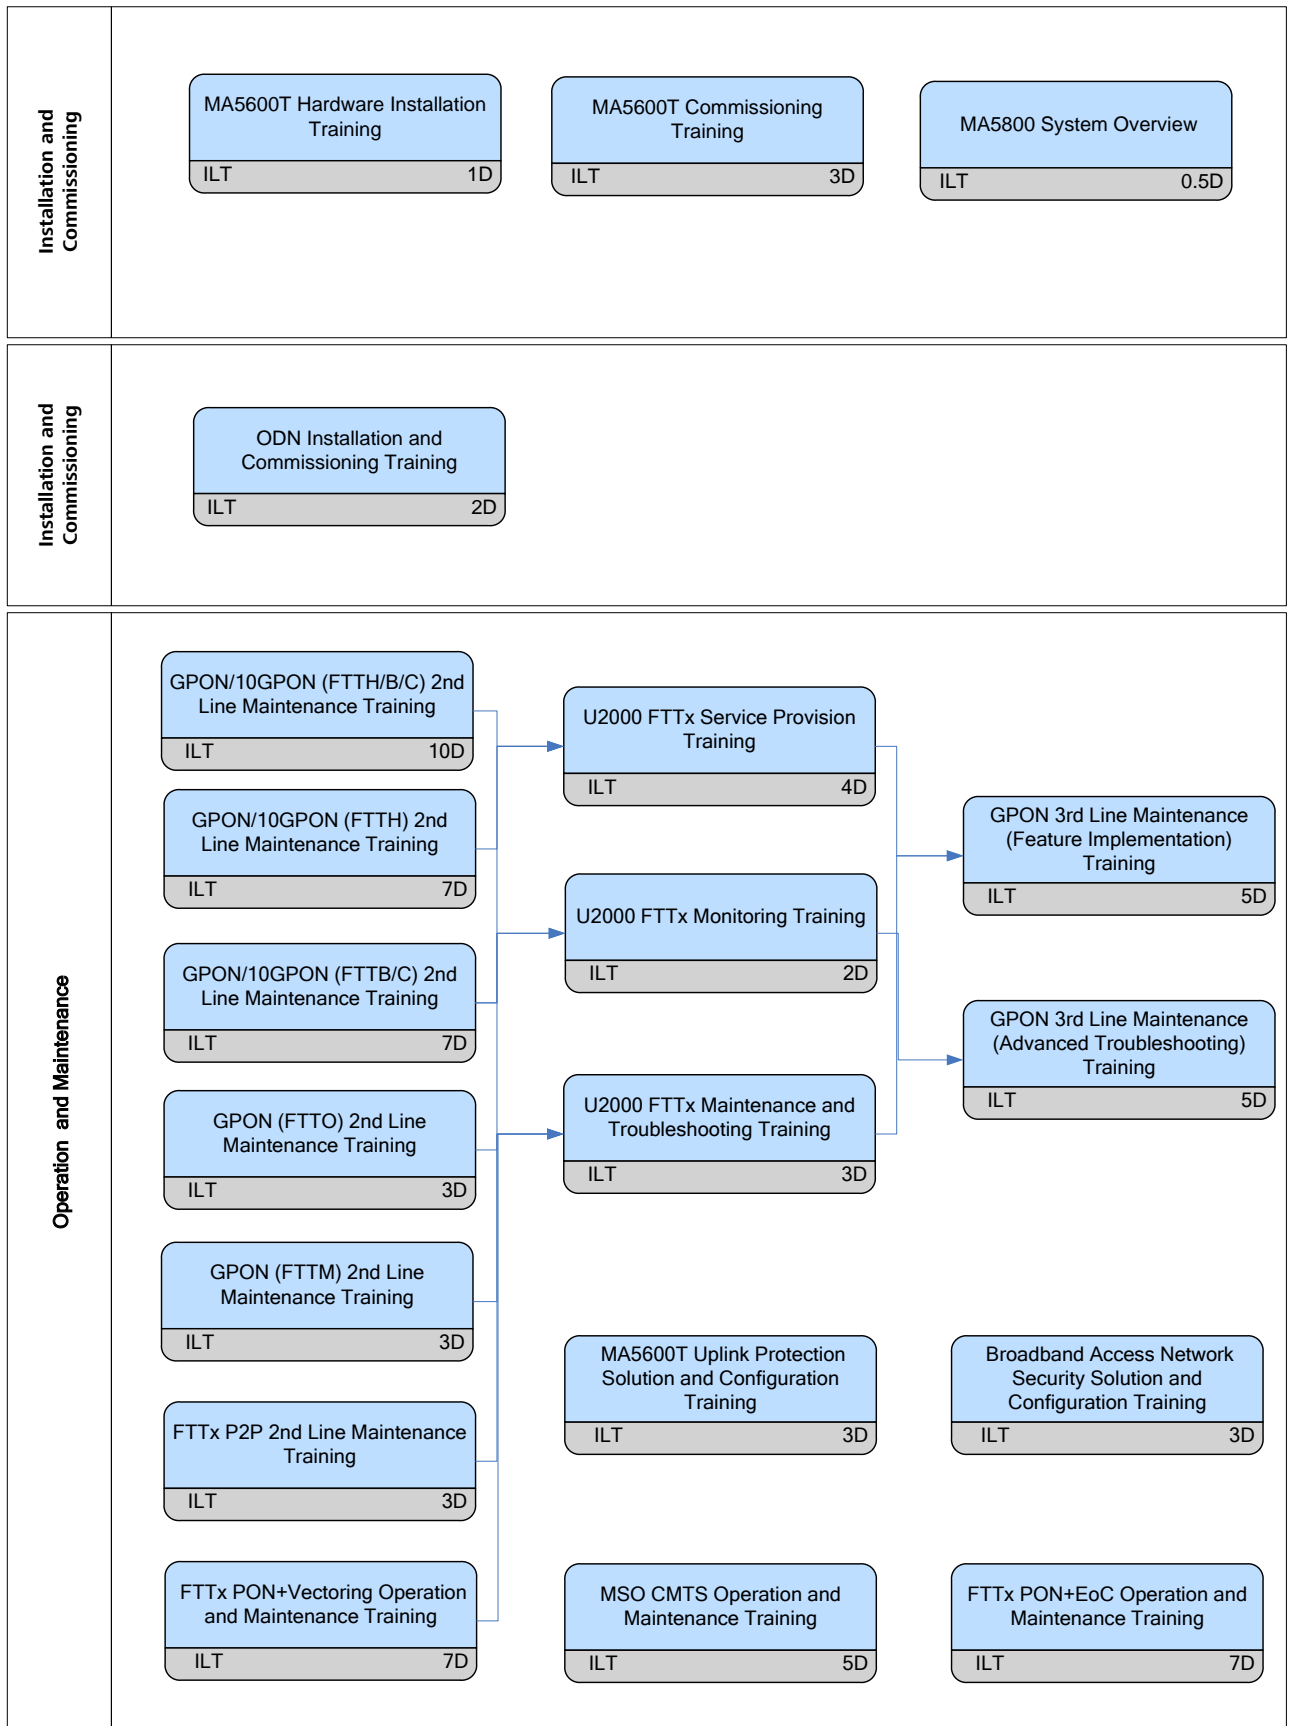 Installation and
Commissioning
MA5600T Hardware Installation
Training
ILT 1D
MA5600T Commissioning
Training
ILT 3D
MA5800 System Overview
ILT 0.5D
Installation and
Commissioning
ODN Installation and
Commissioning Training
ILT 2D
Operation and Maintenance
GPON/10GPON (FTTH/B/C) 2nd
Line Maintenance Training
ILT 10D
GPON/10GPON (FTTH) 2nd
Line Maintenance Training
ILT 7D
GPON/10GPON (FTTB/C) 2nd
Line Maintenance Training
ILT 7D
GPON (FTTO) 2nd Line
Maintenance Training
ILT 3D
GPON (FTTM) 2nd Line
Maintenance Training
ILT 3D
FTTx P2P 2nd Line Maintenance
Training
ILT 3D
FTTx PON+Vectoring Operation
and Maintenance Training
ILT 7D
U2000 FTTx Service Provision
Training
ILT 4D
U2000 FTTx Monitoring Training
ILT 2D
U2000 FTTx Maintenance and
Troubleshooting Training
ILT 3D
GPON 3rd Line Maintenance
(Feature Implementation)
Training
ILT 5D
GPON 3rd Line Maintenance
(Advanced Troubleshooting)
Training
ILT 5D
MA5600T Uplink Protection
Solution and Configuration
Training
ILT 3D
Broadband Access Network
Security Solution and
Configuration Training
ILT 3D
MSO CMTS Operation and
Maintenance Training
ILT 5D
FTTx PON+EoC Operation and
Maintenance Training
ILT 7D